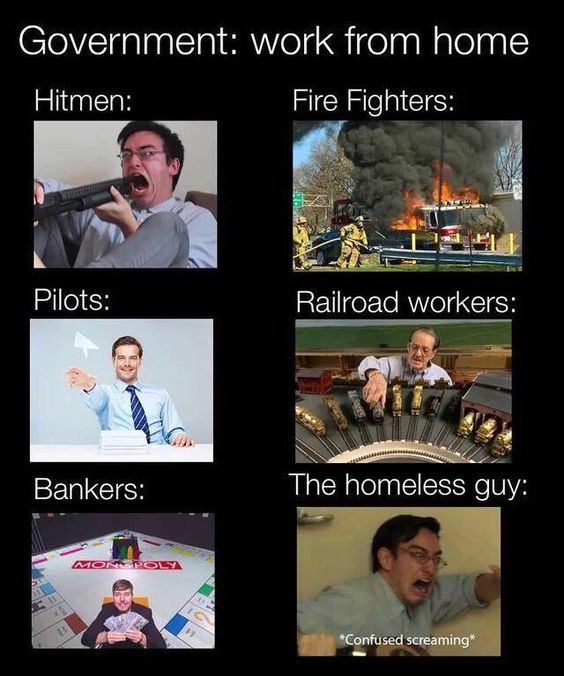 Government: work from home
Hitmen:
Fire Fighters:
Pilots:
Railroad workers:
Bankers:
The homeless guy:
MONOPOLY
*Confused screaming*